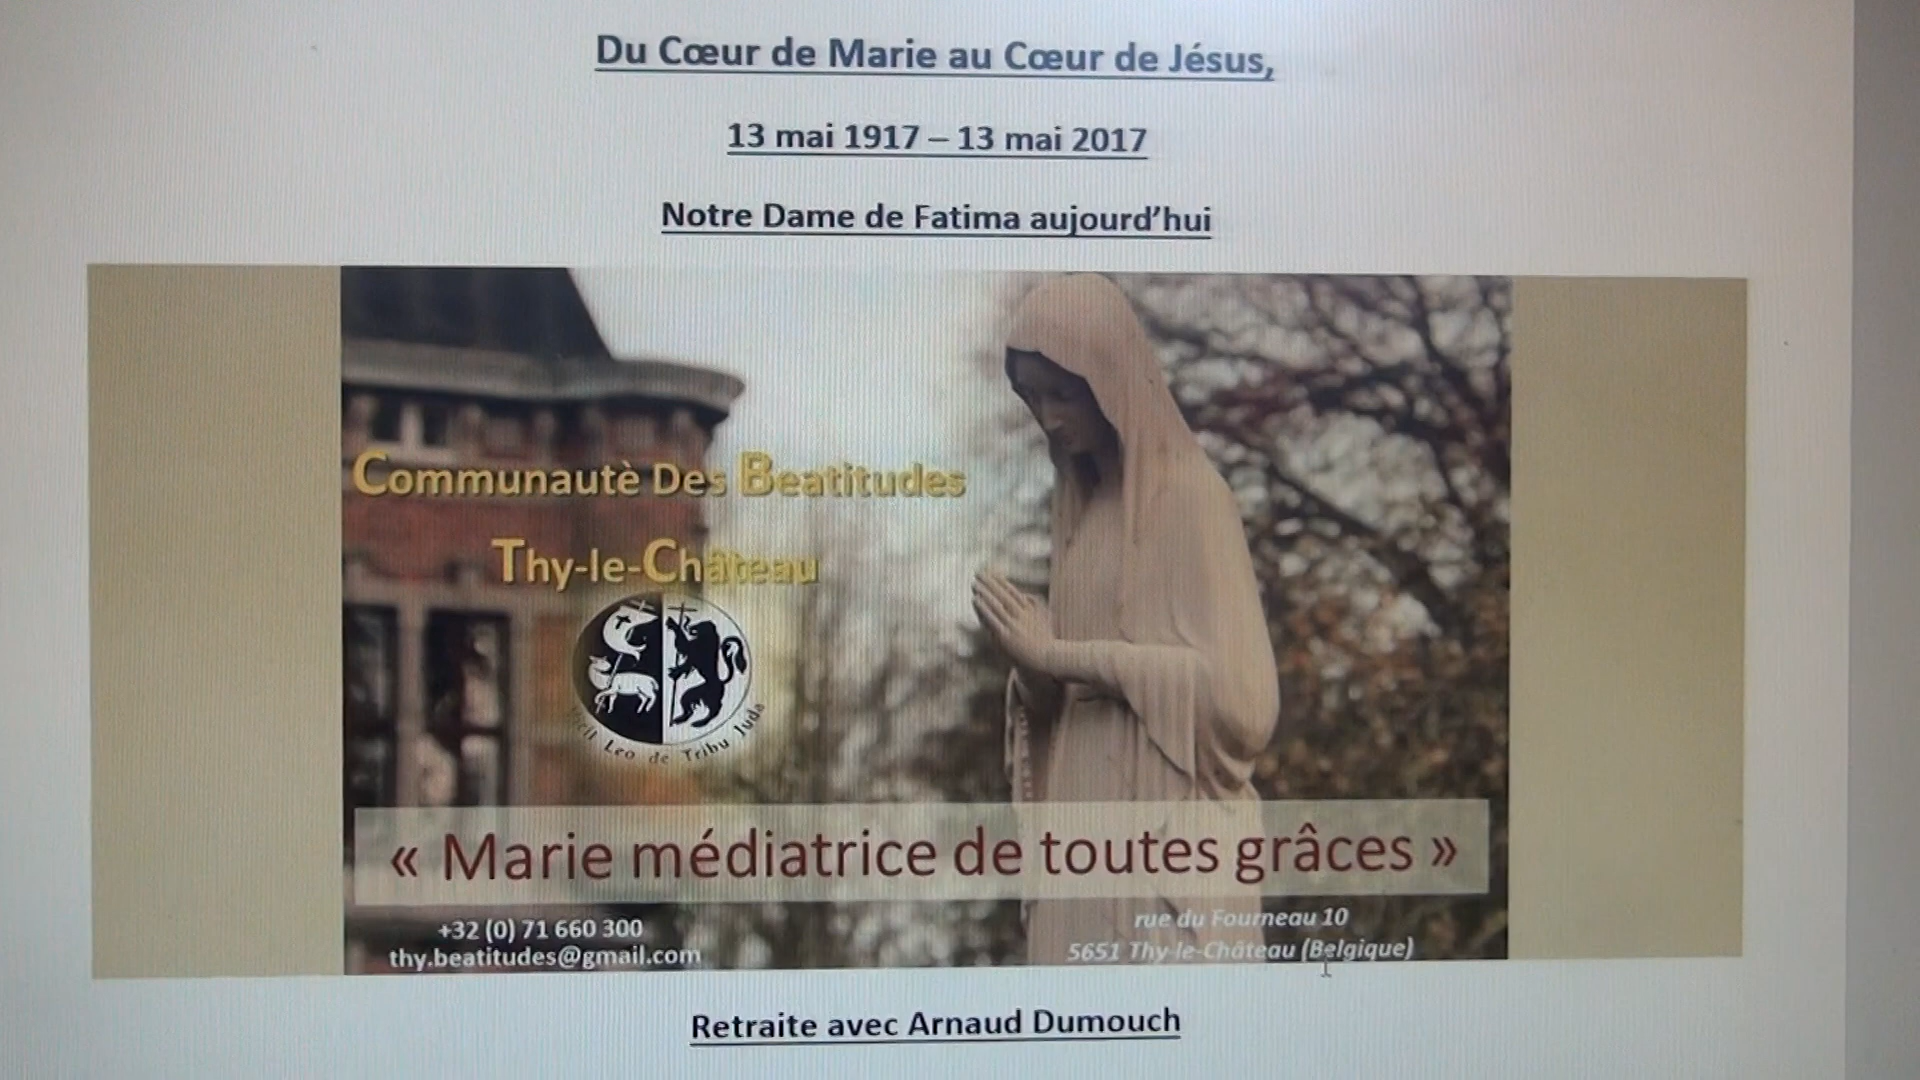 Du Cœur de Marie au Cœur de Jésus,
13 mai 1917 – 13 mai 2017
Notre Dame de Fatima aujourd'hui
Communautè Des Beatitudes
Thy-le-Château
Leo de Tribu Juda
« Marie médiatrice de toutes grâces »
+32 (0) 71 660 300
thy.beatitudes@gmail.com
rue du Fourneau 10
5651 Thy-le-Château (Belgique)
Retraite avec Arnaud Dumouch